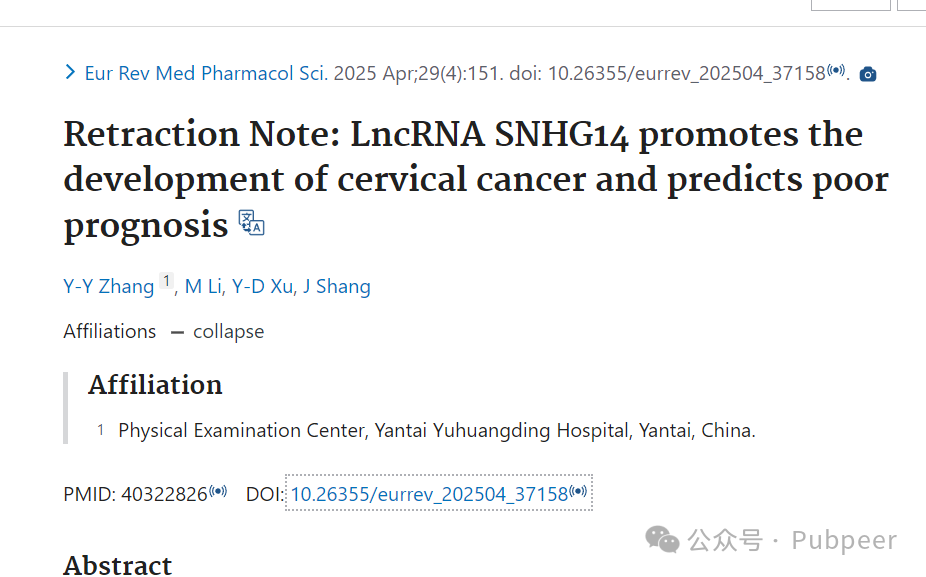 Eur Rev Med Pharmacol Sci. 2025 Apr;29(4):151. doi: 10.26355/eurrev_202504_37158.
Retraction Note: LncRNA SNHG14 promotes the
development of cervical cancer and predicts poor
prognosis
Y-Y Zhang 1, M Li, Y-D Xu, J Shang
Affiliations — collapse
Affiliation
1 Physical Examination Center, Yantai Yuhuangding Hospital, Yantai, China.
PMID: 40322826 DOI: 10.26355/eurrev_202504_37158
公众号 · Pubpeer
Abstract